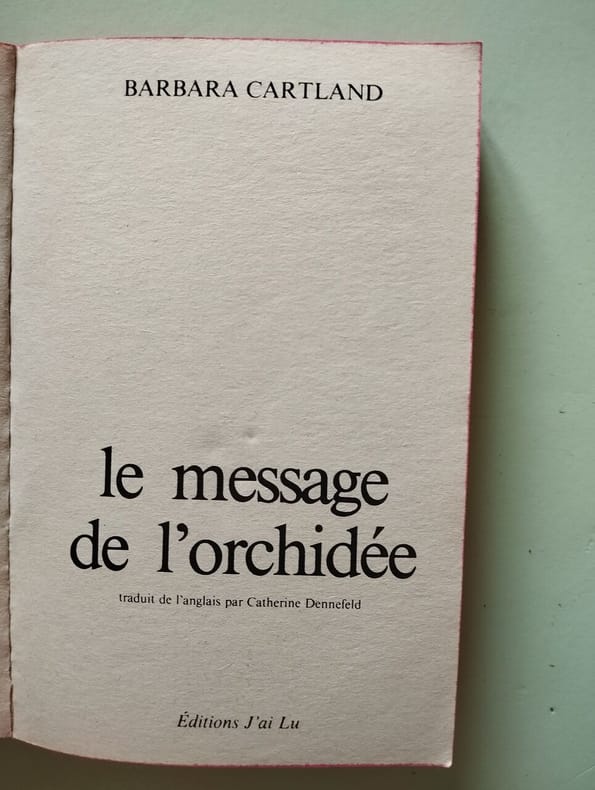 BARBARA CARTLAND
le message
de l'orchidée
traduit de l'anglais par Catherine Dennefeld
Éditions J'ai Lu